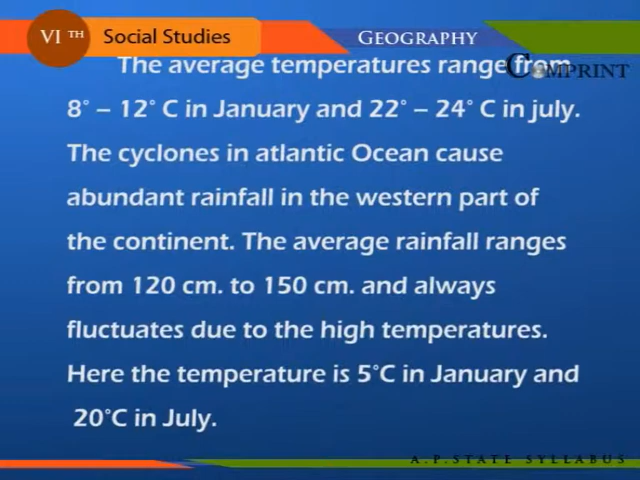 VI TH Social Studies GEOGRAPHY
The average temperatures range from
COMPRINT
8° – 12° C in January and 22° – 24° C in july.
The cyclones in atlantic Ocean cause
abundant rainfall in the western part of
the continent. The average rainfall ranges
from 120 cm. to 150 cm. and always
fluctuates due to the high temperatures.
Here the temperature is 5°C in January and
20°C in July.
A.P.STATE SYLLABUS